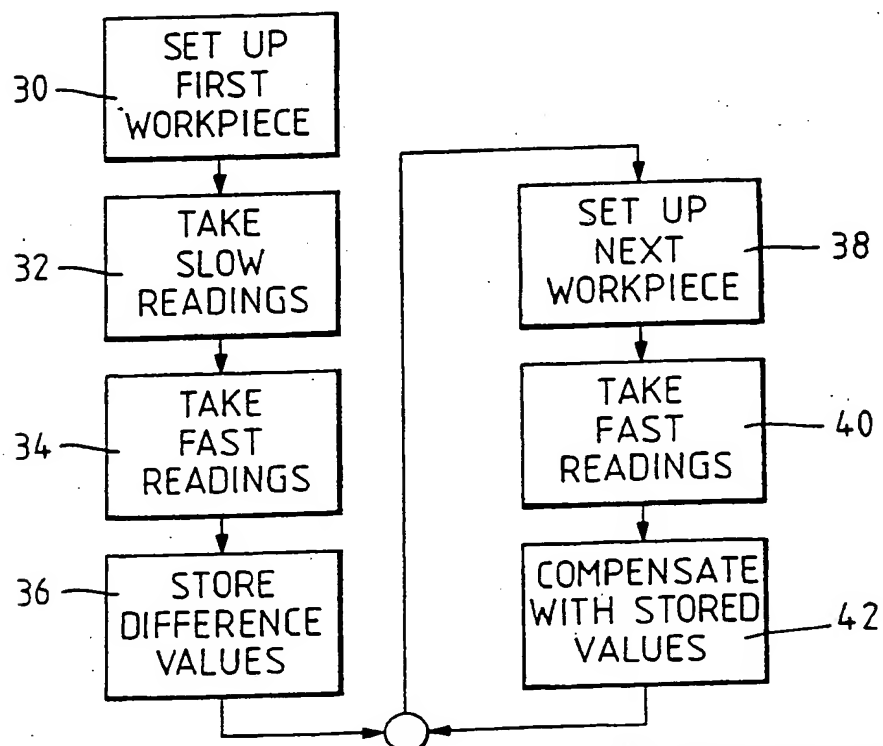 SET UP
FIRST
WORKPIECE
30
TAKE
SLOW
READINGS
32
TAKE
FAST
READINGS
34
STORE
DIFFERENCE
VALUES
36
SET UP
NEXT
WORKPIECE
38
TAKE
FAST
READINGS
40
COMPENSATE
WITH STORED
VALUES
42